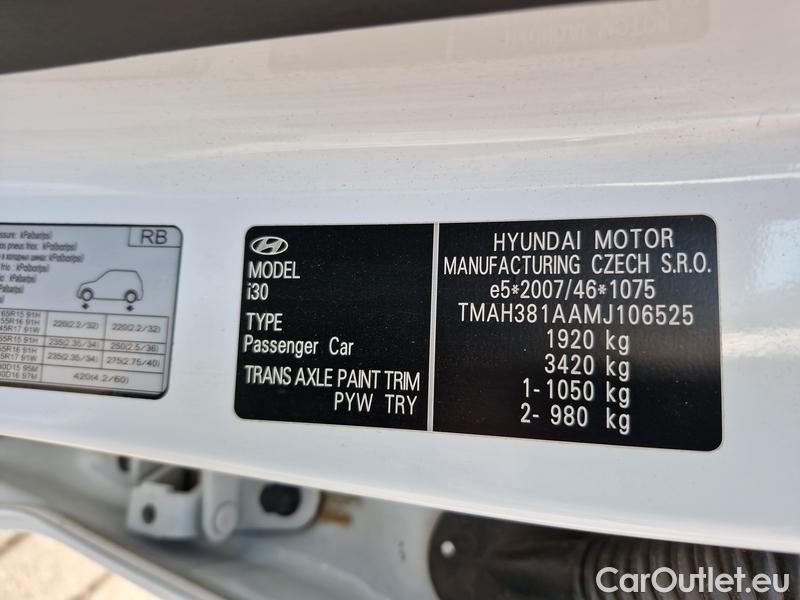 RB
220(2.2/32) 220(2.2/32)
235(2.35/34) 250(2.5/36)
235(2.35/34) 275(2.75/40)
420(4.2/60)
MODEL
i30
TYPE
Passenger Car
TRANS AXLE PAINT TRIM
PYW TRY
HYUNDAI MOTOR
MANUFACTURING CZECH S.R.O.
e5*2007/46*1075
TMAH381AAMJ106525
1920 kg
3420 kg
1- 1050 kg
2- 980 kg
CarOutlet.eu